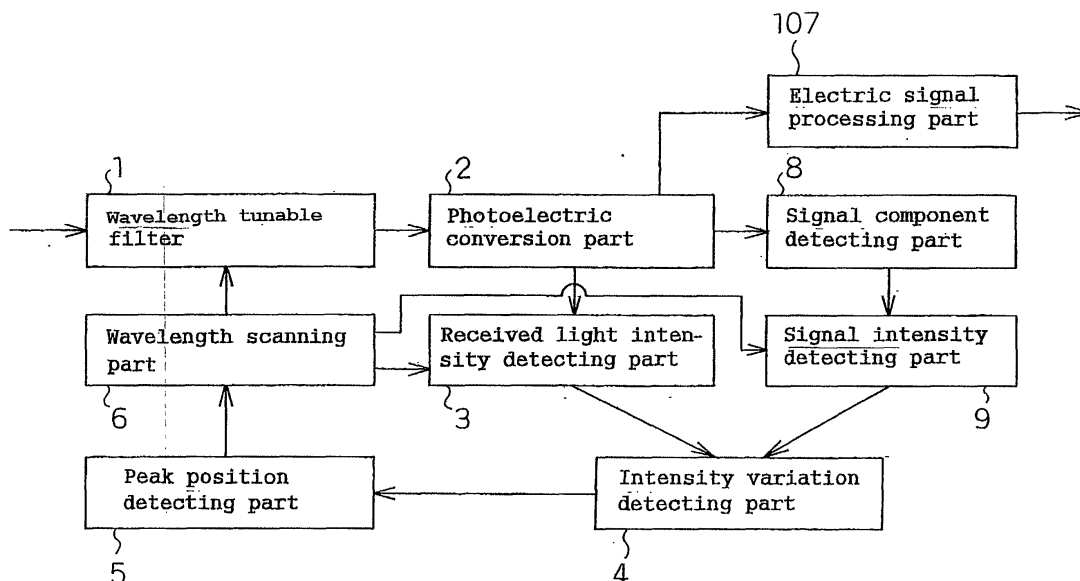 107
Electric signal
processing part
1
Wavelength tunable
filter
2
Photoelectric
conversion part
8
Signal component
detecting part
Wavelength scanning
part
6
Received light inten-
sity detecting part
3
Signal intensity
detecting part
9
Peak position
detecting part
5
Intensity variation
detecting part
4